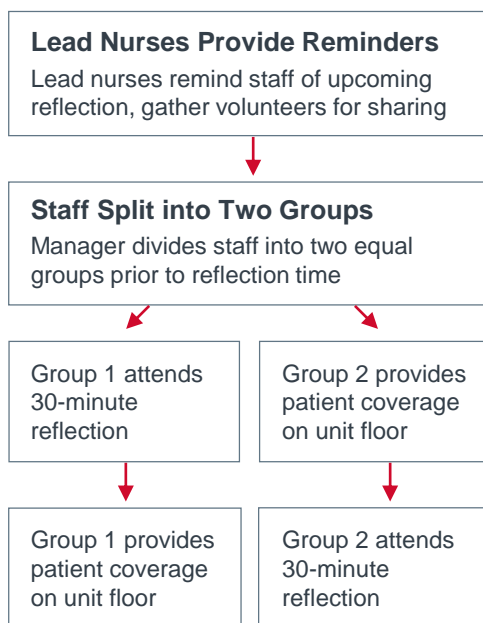 Lead Nurses Provide Reminders
Lead nurses remind staff of upcoming
reflection, gather volunteers for sharing
Staff Split into Two Groups
Manager divides staff into two equal
groups prior to reflection time
Group 1 attends
30-minute
reflection
Group 2 provides
patient coverage
on unit floor
Group 1 provides
patient coverage
on unit floor
Group 2 attends
30-minute
reflection